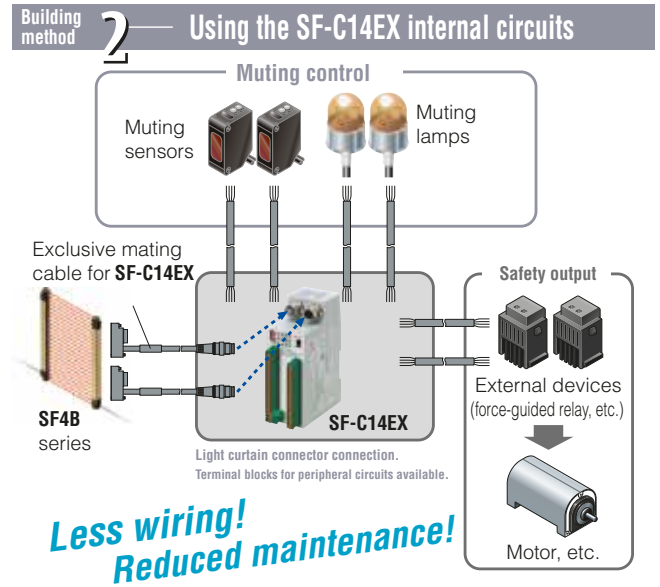 Building
method
2
Using the SF-C14EX internal circuits
Muting control
Muting
sensors
Muting
lamps
Exclusive mating
cable for SF-C14EX
Safety output
SF4B
series
SF-C14EX
External devices
(force-guided relay, etc.)
Light curtain connector connection.
Terminal blocks for peripheral circuits available.
Motor, etc.
Less wiring!
Reduced maintenance!